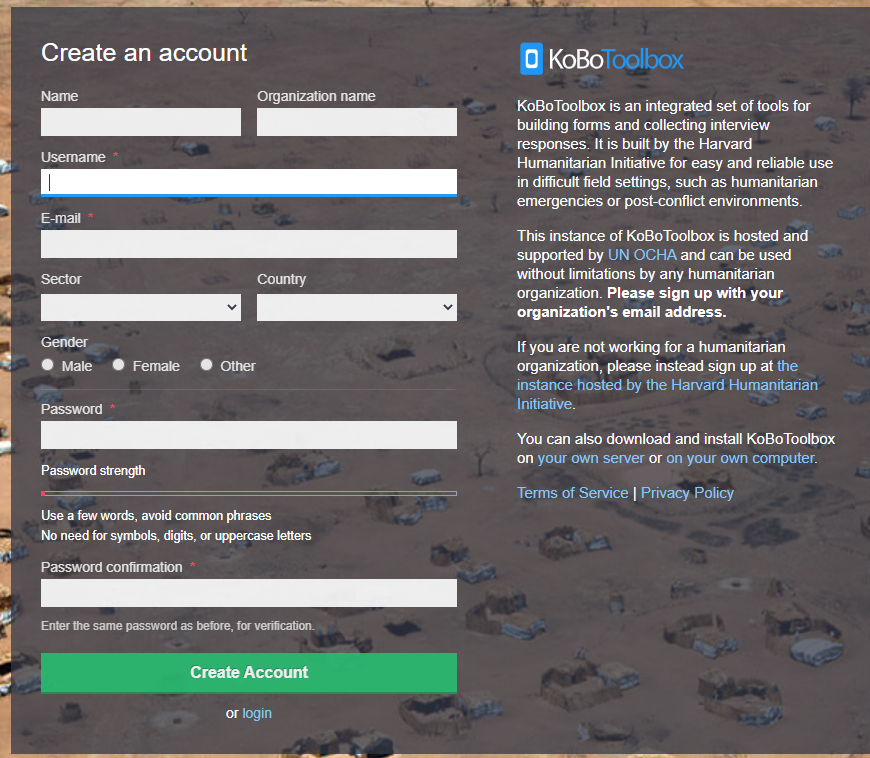 Create an account
Name
Organization name
Username *
E-mail *
Sector
Country
Gender
Male
Female
Other
Password *
Password strength
Use a few words, avoid common phrases
No need for symbols, digits, or uppercase letters
Password confirmation *
Enter the same password as before, for verification.
Create Account
or login
KoBoToolbox
KoBoToolbox is an integrated set of tools for
building forms and collecting interview
responses. It is built by the Harvard
Humanitarian Initiative for easy and reliable use
in difficult field settings, such as humanitarian
emergencies or post-conflict environments.
This instance of KoBoToolbox is hosted and
supported by UN OCHA and can be used
without limitations by any humanitarian
organization. Please sign up with your
organization's email address.
If you are not working for a humanitarian
organization, please instead sign up at the
instance hosted by the Harvard Humanitarian
Initiative.
You can also download and install KoBoToolbox
on your own server or on your own computer.
Terms of Service | Privacy Policy